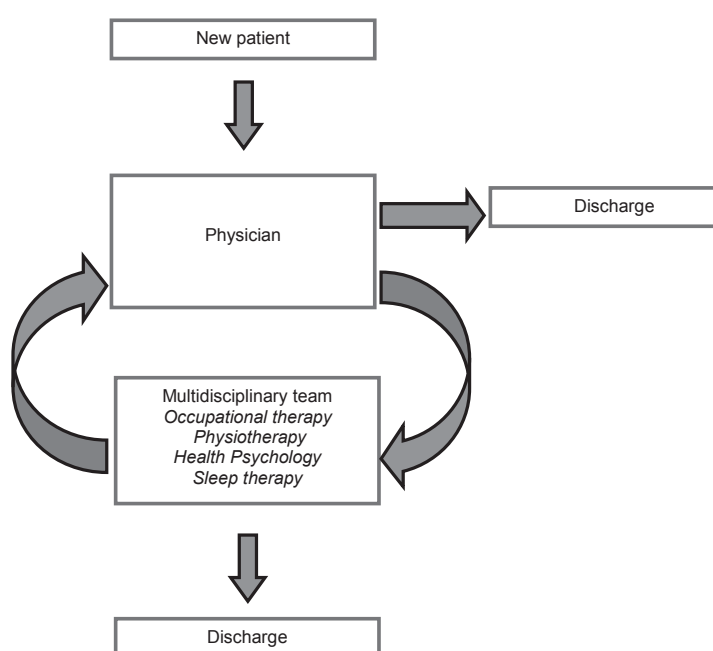 New patient
Physician
Discharge
Multidisciplinary team
Occupational therapy
Physiotherapy
Health Psychology
Sleep therapy
Discharge